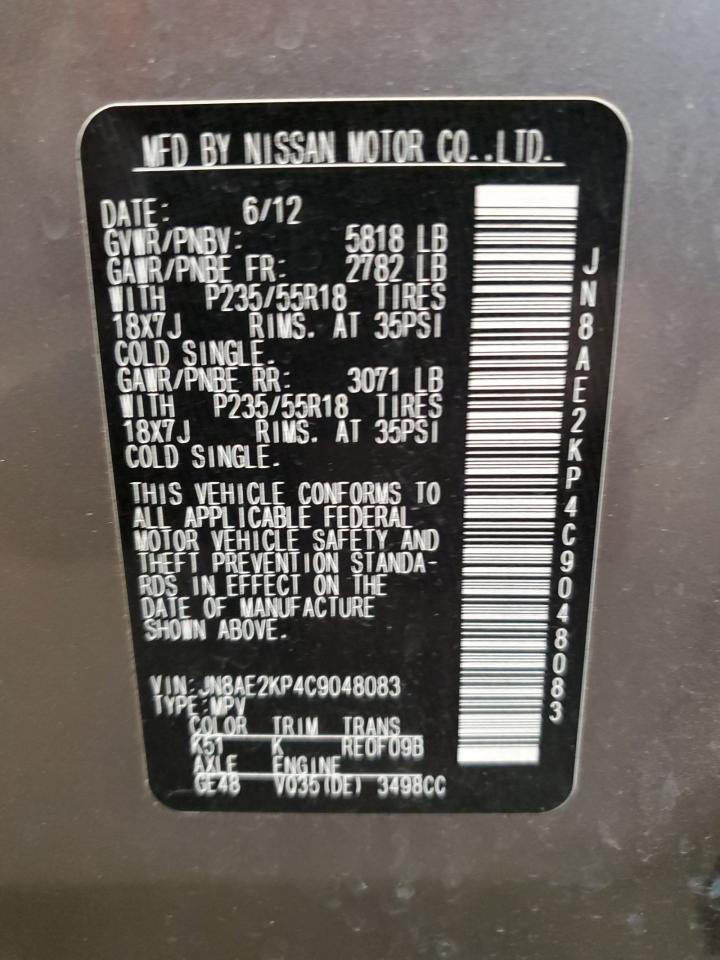 MFD BY NISSAN MOTOR CO.,LTD.
DATE: 6/12
GVWR/PNBV: 5818 LB
GAWR/PNBE FR: 2782 LB
WITH P235/55R18 TIRES
18X7J RIMS. AT 35PSI
COLD SINGLE.
GAWR/PNBE RR: 3071 LB
WITH P235/55R18 TIRES
18X7J RIMS. AT 35PSI
COLD SINGLE.
THIS VEHICLE CONFORMS TO
ALL APPLICABLE FEDERAL
MOTOR VEHICLE SAFETY AND
THEFT PREVENTION STANDA-
RDS IN EFFECT ON THE
DATE OF MANUFACTURE
SHOWN ABOVE.
VIN:JN8AE2KP4C9048083
TYPE:MPV
COLOR TRIM TRANS
K51 K RE0F09B
AXLE ENGINE
GE48 VQ35(DE) 3498CC
JN8AE2KP4C9048083